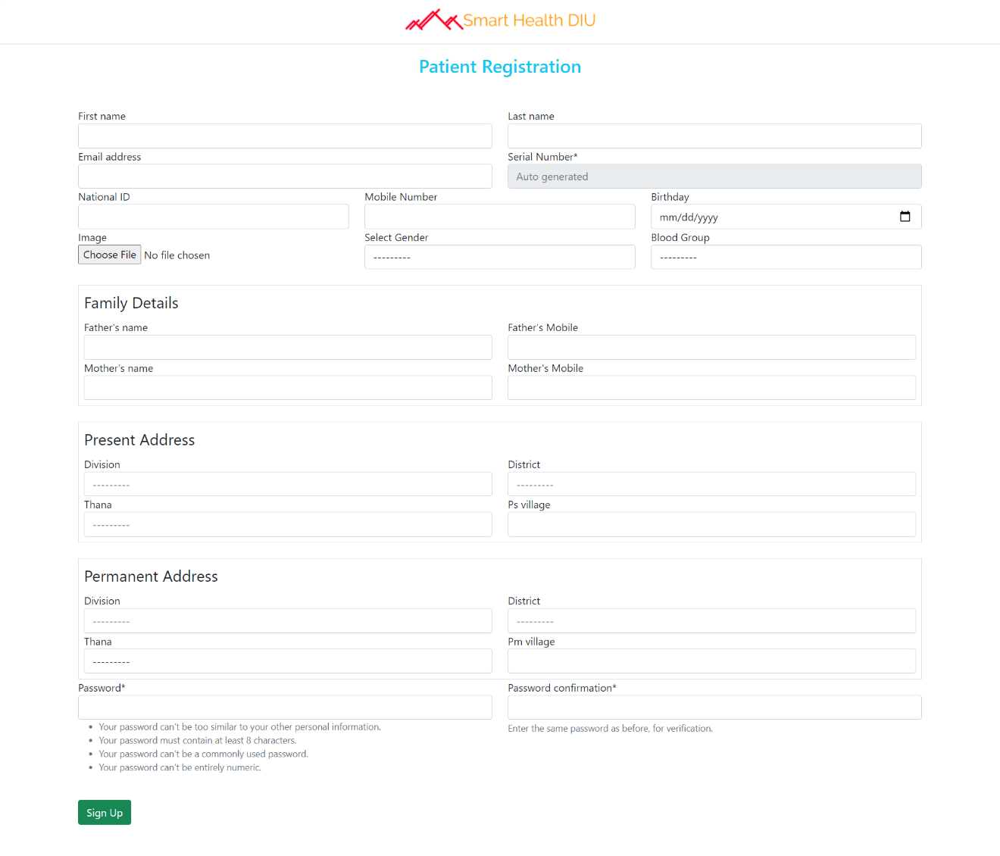 Smart Health DIU
Patient Registration
First name Last name
Email address Serial Number*
Auto generated
National ID Mobile Number Birthday
mm/dd/yyyy
Image Select Gender Blood Group
Choose File No file chosen --------- ---------
Family Details
Father's name Father's Mobile
Mother's name Mother's Mobile
Present Address
Division District
--------- ---------
Thana Ps village
---------
Permanent Address
Division District
--------- ---------
Thana Pm village
---------
Password* Password confirmation*
Your password can't be too similar to your other personal information. Enter the same password as before, for verification.
Your password must contain at least 8 characters.
Your password can't be a commonly used password.
Your password can't be entirely numeric.
Sign Up